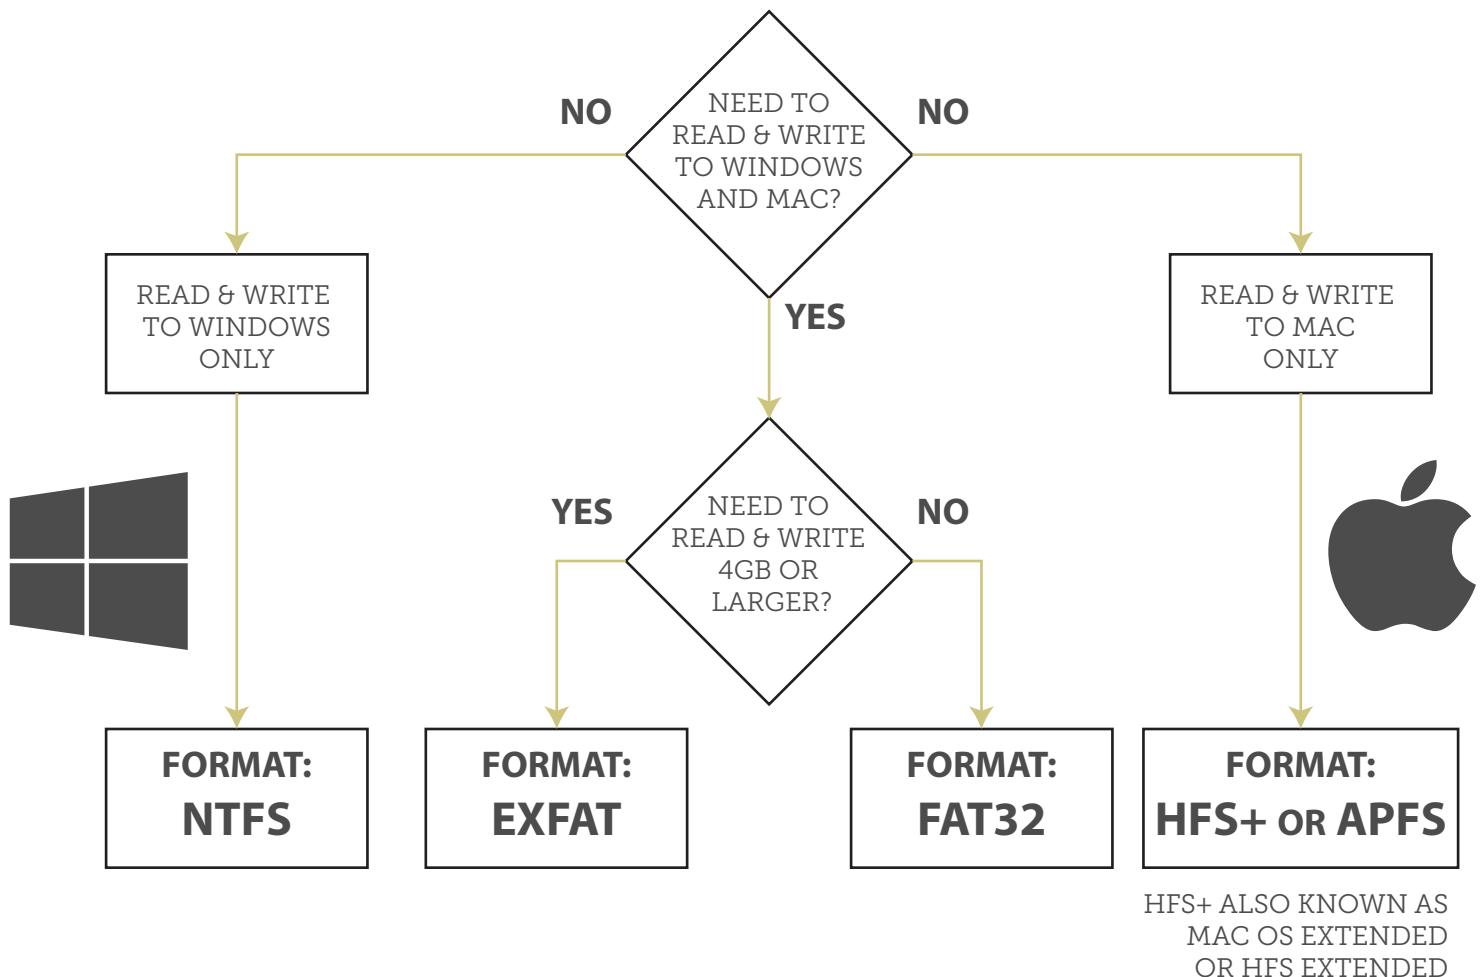 NO
NEED TO
READ & WRITE
TO WINDOWS
AND MAC?
NO
READ & WRITE
TO WINDOWS
ONLY
YES
READ & WRITE
TO MAC
ONLY
YES
NEED TO
READ & WRITE
4GB OR
LARGER?
NO
FORMAT:
NTFS
FORMAT:
EXFAT
FORMAT:
FAT32
FORMAT:
HFS+ OR APFS
HFS+ ALSO KNOWN AS
MAC OS EXTENDED
OR HFS EXTENDED